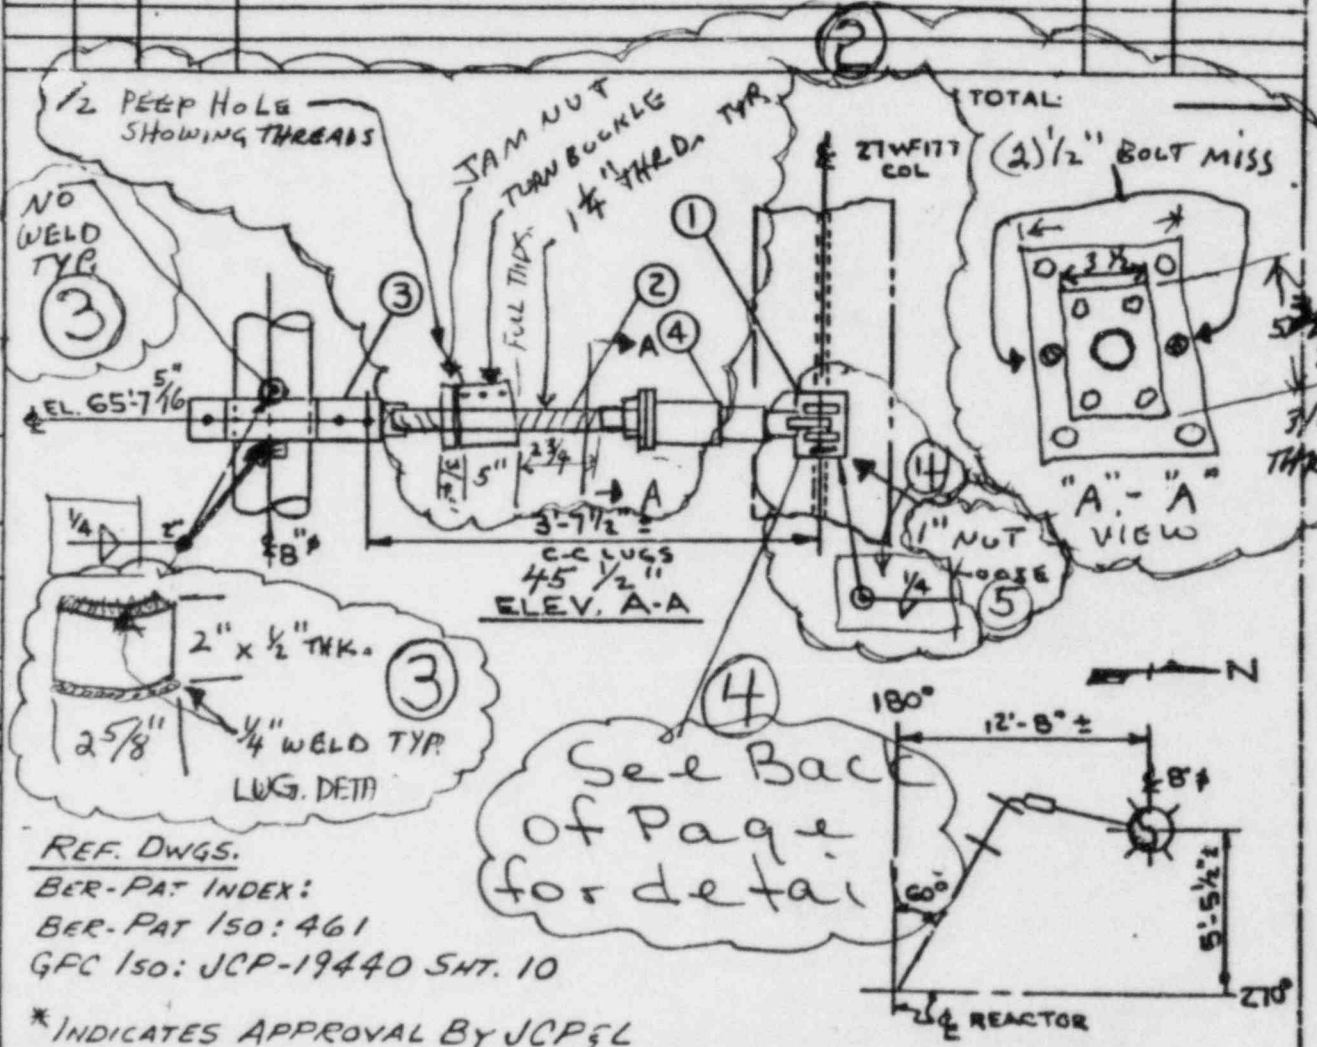 2
1/2 PEEP HOLE
SHOWING THREADS
JAM NUT
TURNBUCKLE
1 1/4" THRD. TYP.
FULL THDS.
27WF177
COL
TOTAL:
(2) 1/2" BOLT MISS
3 1/2
"A" - "A"
VIEW
NO
WELD
TYP.
3
1
2
3
4
A
A
℄ EL. 65'-7 5/16"
5"
2 3/4
1/4
2"
℄ 8"φ
3'-7 1/2" ±
C-C LUGS
45 1/2"
ELEV. A-A
4
1" NUT
LOOSE
5
1/4
2" x 1/2" THK.
3
2 5/8"
1/4" WELD TYP.
LUG. DETA
4
See Bac
of Page
for detai
N
180°
12'-8" ±
℄ 8"φ
5'-5 1/2" ±
60°
270°
℄ REACTOR
REF. DWGS.
BER-PAT INDEX:
BER-PAT ISO: 461
GPC ISO: JCP-19440 SHT. 10
* INDICATES APPROVAL BY JCP&L